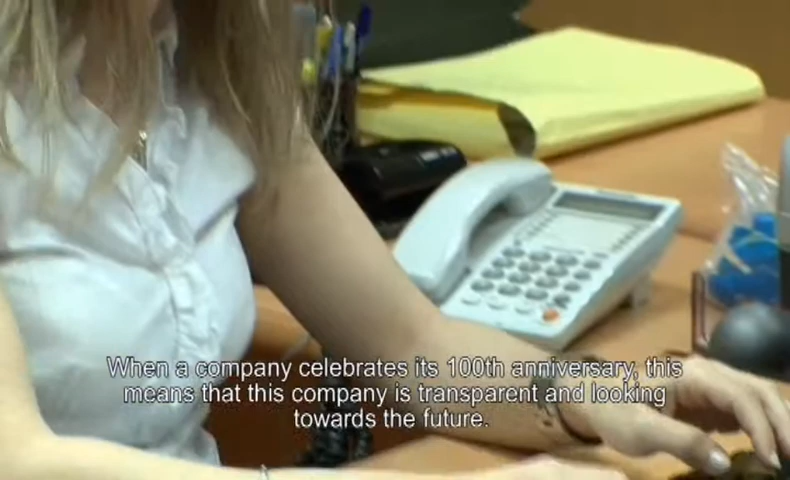 When a company celebrates its 100th anniversary, this
means that this company is transparent and looking
towards the future.